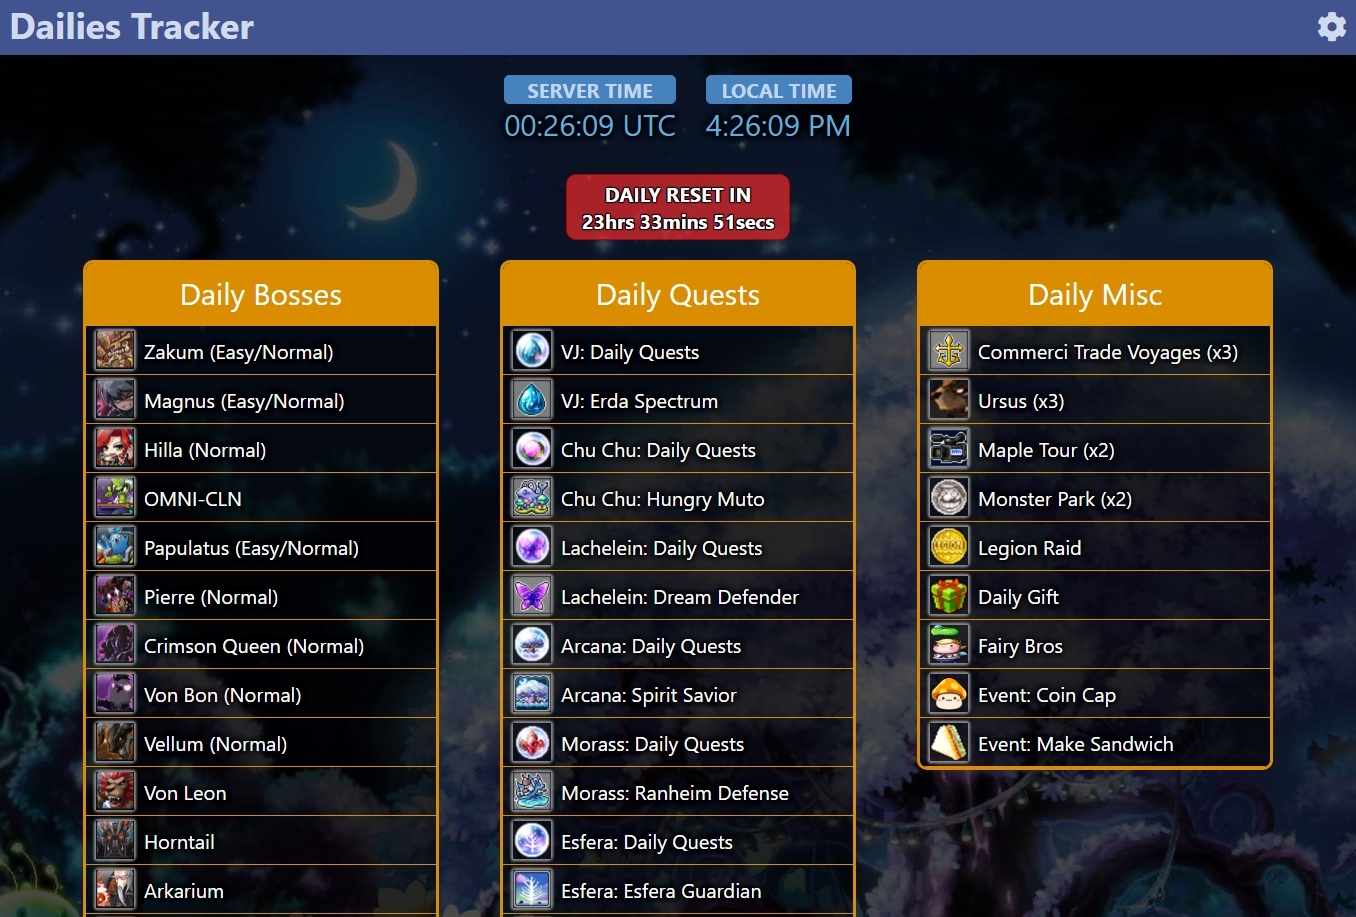 Dailies Tracker
SERVER TIME
LOCAL TIME
00:26:09 UTC
4:26:09 PM
DAILY RESET IN
23hrs 33mins 51secs
Daily Bosses
Zakum (Easy/Normal)
Magnus (Easy/Normal)
Hilla (Normal)
OMNI-CLN
Papulatus (Easy/Normal)
Pierre (Normal)
Crimson Queen (Normal)
Von Bon (Normal)
Vellum (Normal)
Von Leon
Horntail
Arkarium
Daily Quests
VJ: Daily Quests
VJ: Erda Spectrum
Chu Chu: Daily Quests
Chu Chu: Hungry Muto
Lachelein: Daily Quests
Lachelein: Dream Defender
Arcana: Daily Quests
Arcana: Spirit Savior
Morass: Daily Quests
Morass: Ranheim Defense
Esfera: Daily Quests
Esfera: Esfera Guardian
Daily Misc
Commerci Trade Voyages (x3)
Ursus (x3)
Maple Tour (x2)
Monster Park (x2)
Legion Raid
Daily Gift
Fairy Bros
Event: Coin Cap
Event: Make Sandwich